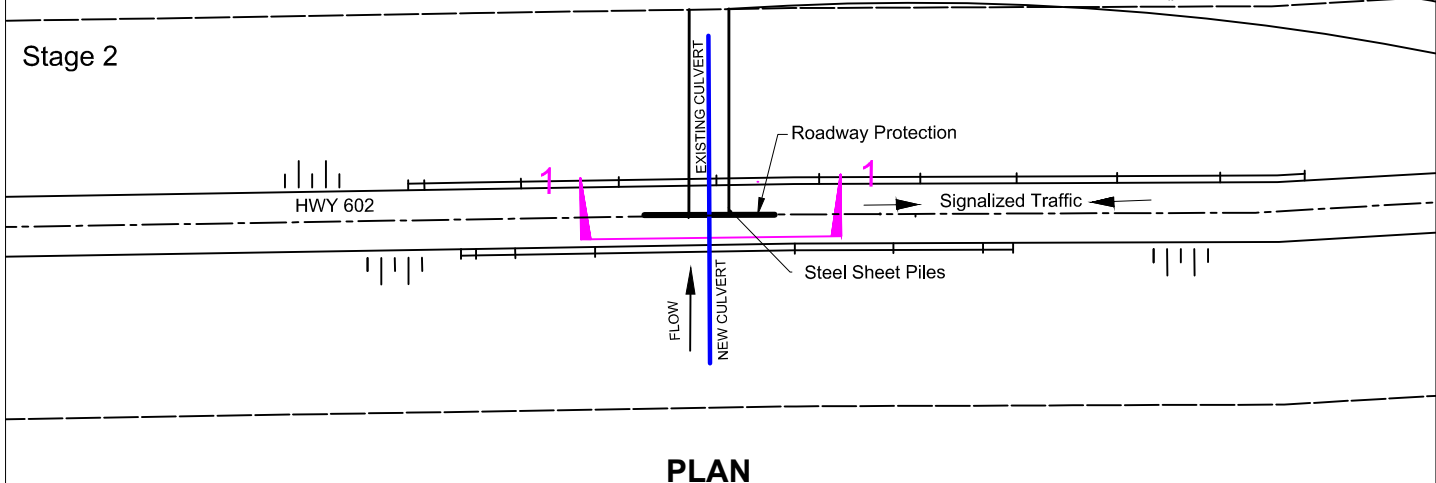 Stage 2
EXISTING CULVERT
Roadway Protection
1
1
HWY 602
Signalized Traffic
Steel Sheet Piles
FLOW
NEW CULVERT
PLAN